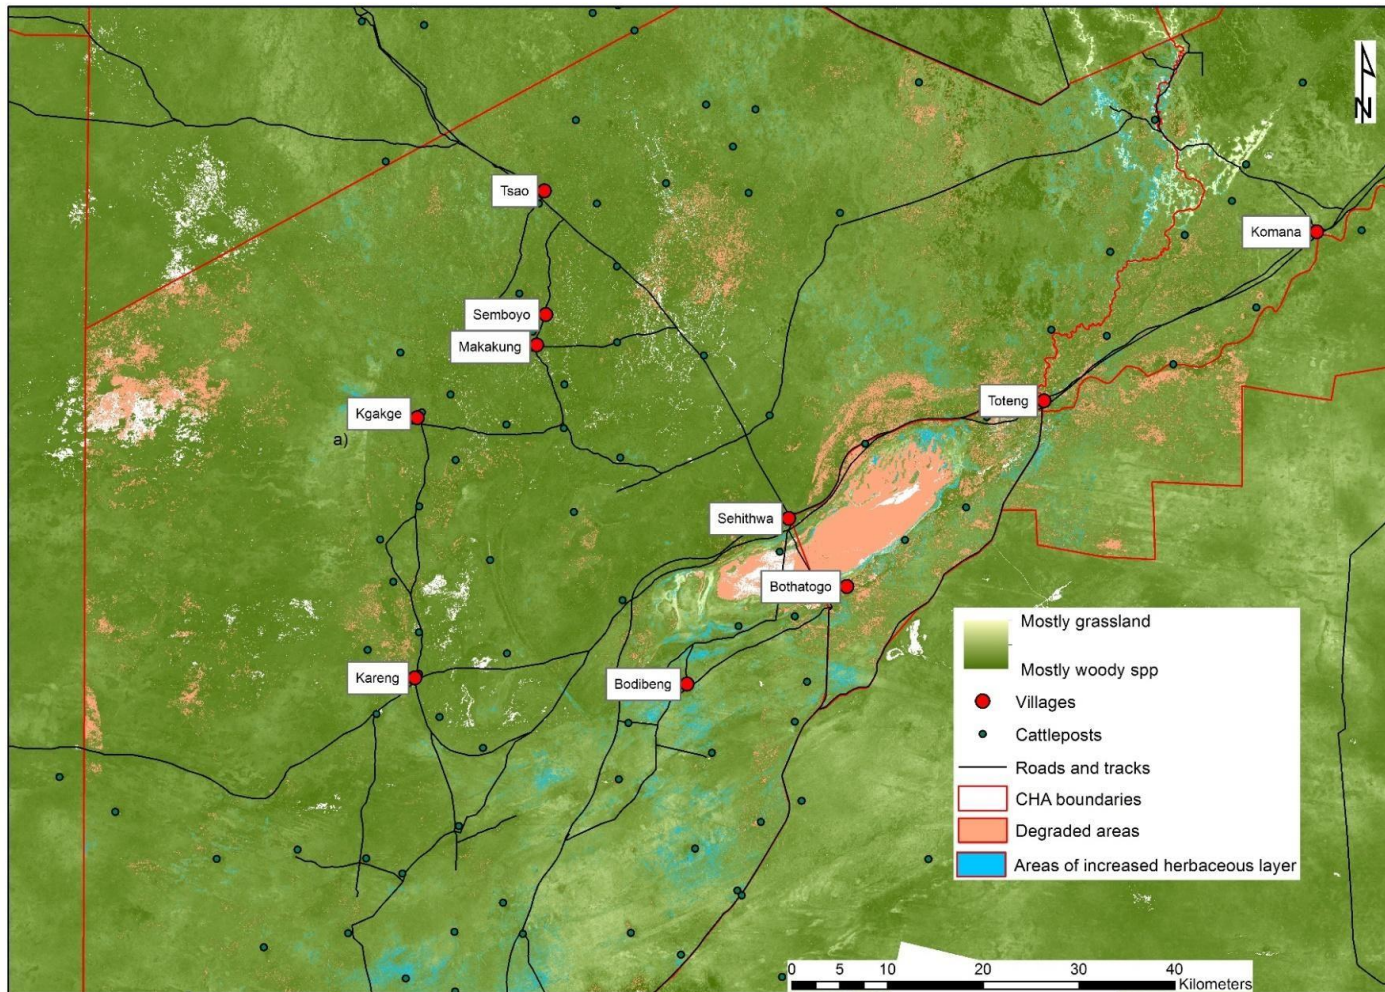 N
Tsao
Komana
Semboyo
Makakung
Toteng
Kgakge
a)
Sehithwa
Bothatogo
Kareng
Bodibeng
Mostly grassland
Mostly woody spp
Villages
Cattleposts
Roads and tracks
CHA boundaries
Degraded areas
Areas of increased herbaceous layer
0 5 10 20 30 40
Kilometers